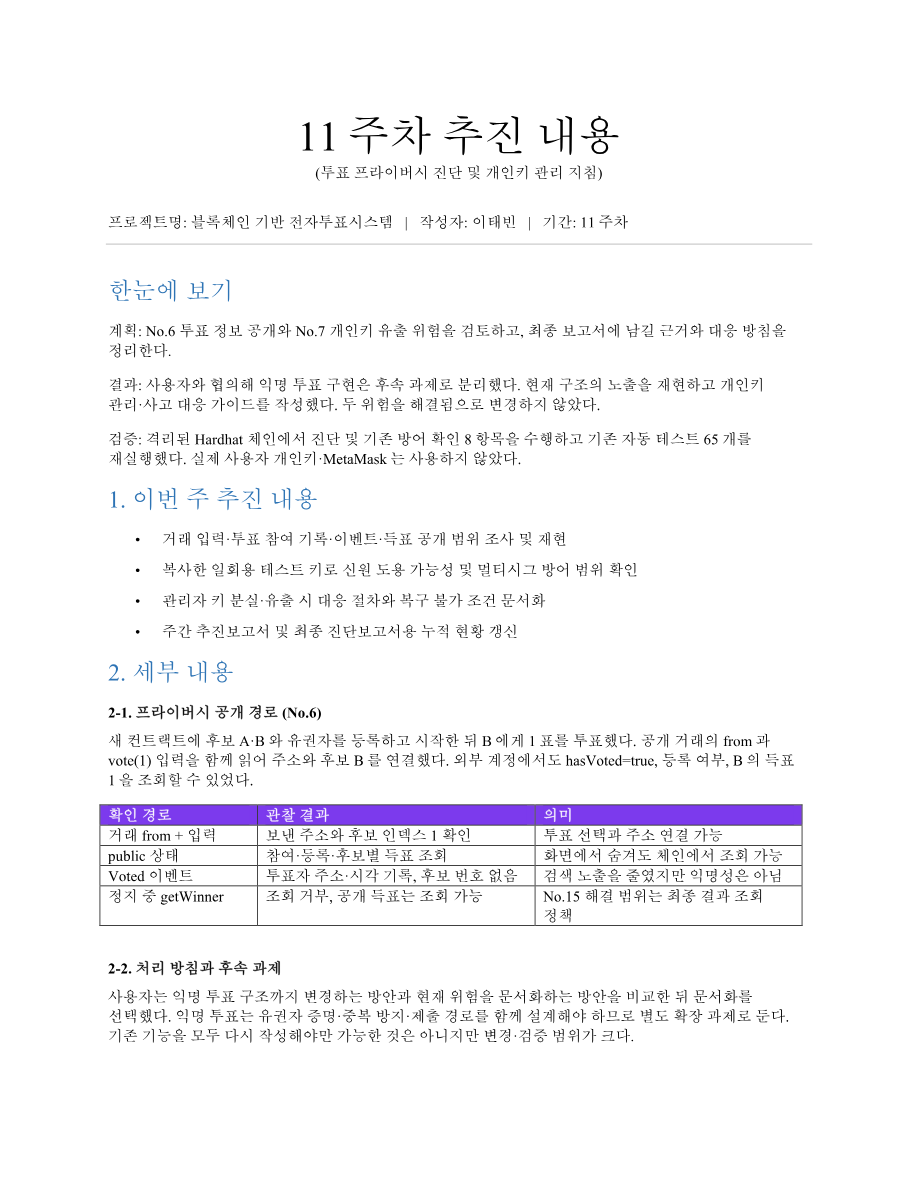 11 주차 추진 내용
(투표 프라이버시 진단 및 개인키 관리 지침)
프로젝트명: 블록체인 기반 전자투표시스템 | 작성자: 이태빈 | 기간: 11 주차
한눈에 보기
계획: No.6 투표 정보 공개와 No.7 개인키 유출 위험을 검토하고, 최종 보고서에 남길 근거와 대응 방침을
정리한다.
결과: 사용자와 협의해 익명 투표 구현은 후속 과제로 분리했다. 현재 구조의 노출을 재현하고 개인키
관리·사고 대응 가이드를 작성했다. 두 위험을 해결됨으로 변경하지 않았다.
검증: 격리된 Hardhat 체인에서 진단 및 기존 방어 확인 8 항목을 수행하고 기존 자동 테스트 65 개를
재실행했다. 실제 사용자 개인키·MetaMask 는 사용하지 않았다.
1. 이번 주 추진 내용
• 거래 입력·투표 참여 기록·이벤트·득표 공개 범위 조사 및 재현
• 복사한 일회용 테스트 키로 신원 도용 가능성 및 멀티시그 방어 범위 확인
• 관리자 키 분실·유출 시 대응 절차와 복구 불가 조건 문서화
• 주간 추진보고서 및 최종 진단보고서용 누적 현황 갱신
2. 세부 내용
2-1. 프라이버시 공개 경로 (No.6)
새 컨트랙트에 후보 A·B 와 유권자를 등록하고 시작한 뒤 B 에게 1 표를 투표했다. 공개 거래의 from 과
vote(1) 입력을 함께 읽어 주소와 후보 B 를 연결했다. 외부 계정에서도 hasVoted=true, 등록 여부, B 의 득표
1 을 조회할 수 있었다.
확인 경로 관찰 결과 의미
거래 from + 입력 보낸 주소와 후보 인덱스 1 확인 투표 선택과 주소 연결 가능
public 상태 참여·등록·후보별 득표 조회 화면에서 숨겨도 체인에서 조회 가능
Voted 이벤트 투표자 주소·시각 기록, 후보 번호 없음 검색 노출을 줄였지만 익명성은 아님
정지 중 getWinner 조회 거부, 공개 득표는 조회 가능 No.15 해결 범위는 최종 결과 조회
정책
2-2. 처리 방침과 후속 과제
사용자는 익명 투표 구조까지 변경하는 방안과 현재 위험을 문서화하는 방안을 비교한 뒤 문서화를
선택했다. 익명 투표는 유권자 증명·중복 방지·제출 경로를 함께 설계해야 하므로 별도 확장 과제로 둔다.
기존 기능을 모두 다시 작성해야만 가능한 것은 아니지만 변경·검증 범위가 크다.